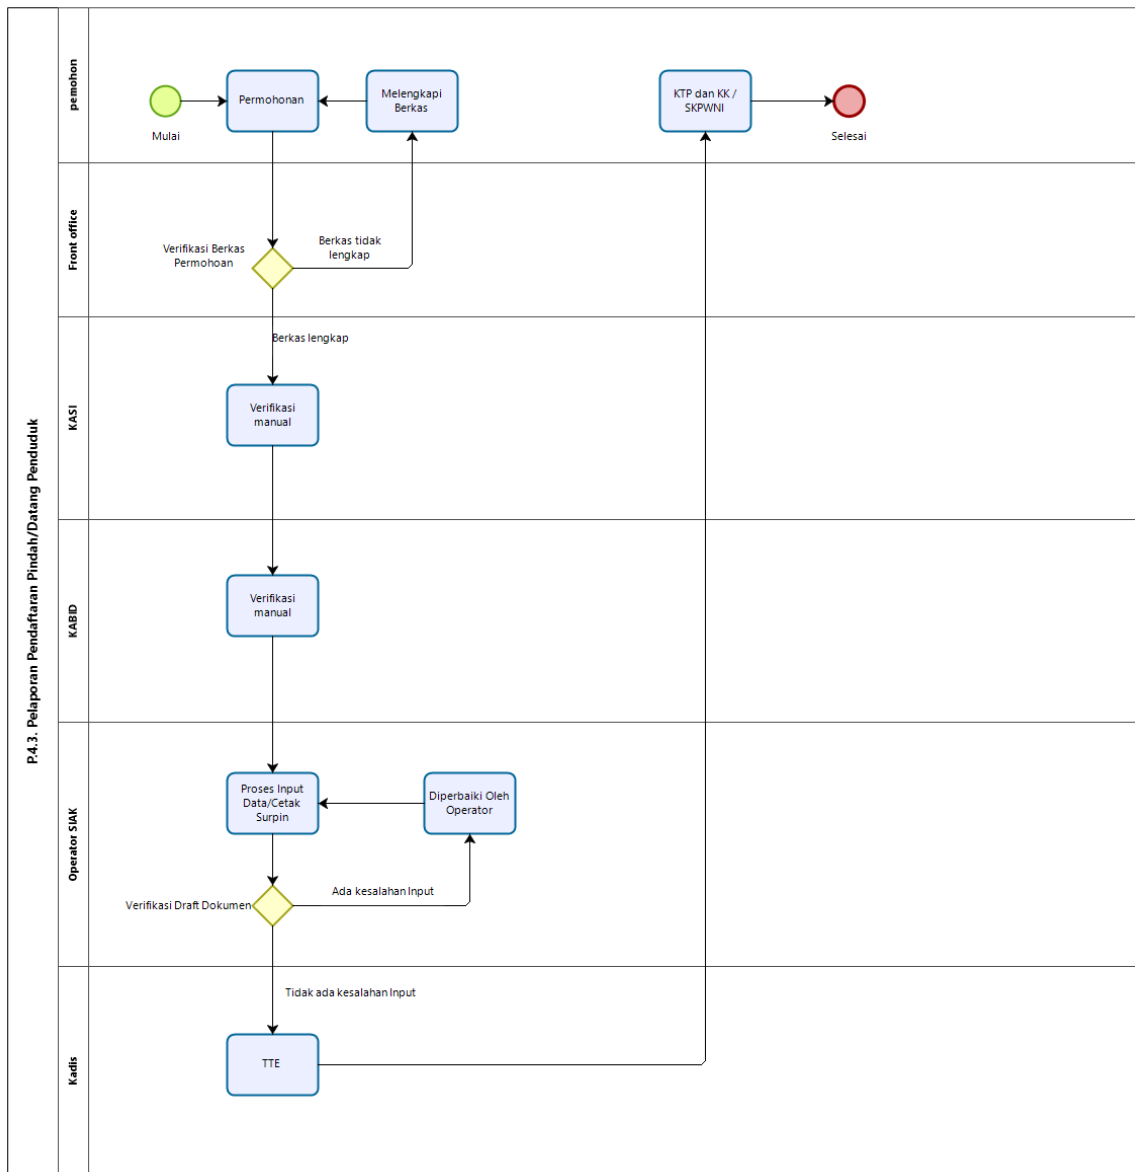 P.4.3. Pelaporan Pendaftaran Pindah/Datang Penduduk
pemohon
Mulai
Permohonan
Melengkapi
Berkas
KTP dan KK /
SKPWNI
Selesai
Front office
Verifikasi Berkas
Permohoan
Berkas tidak
lengkap
Berkas lengkap
KASI
Verifikasi
manual
KABID
Verifikasi
manual
Operator SIAK
Proses Input
Data/Cetak
Surpin
Diperbaiki Oleh
Operator
Verifikasi Draft Dokumen
Ada kesalahan Input
Tidak ada kesalahan Input
Kadis
TTE